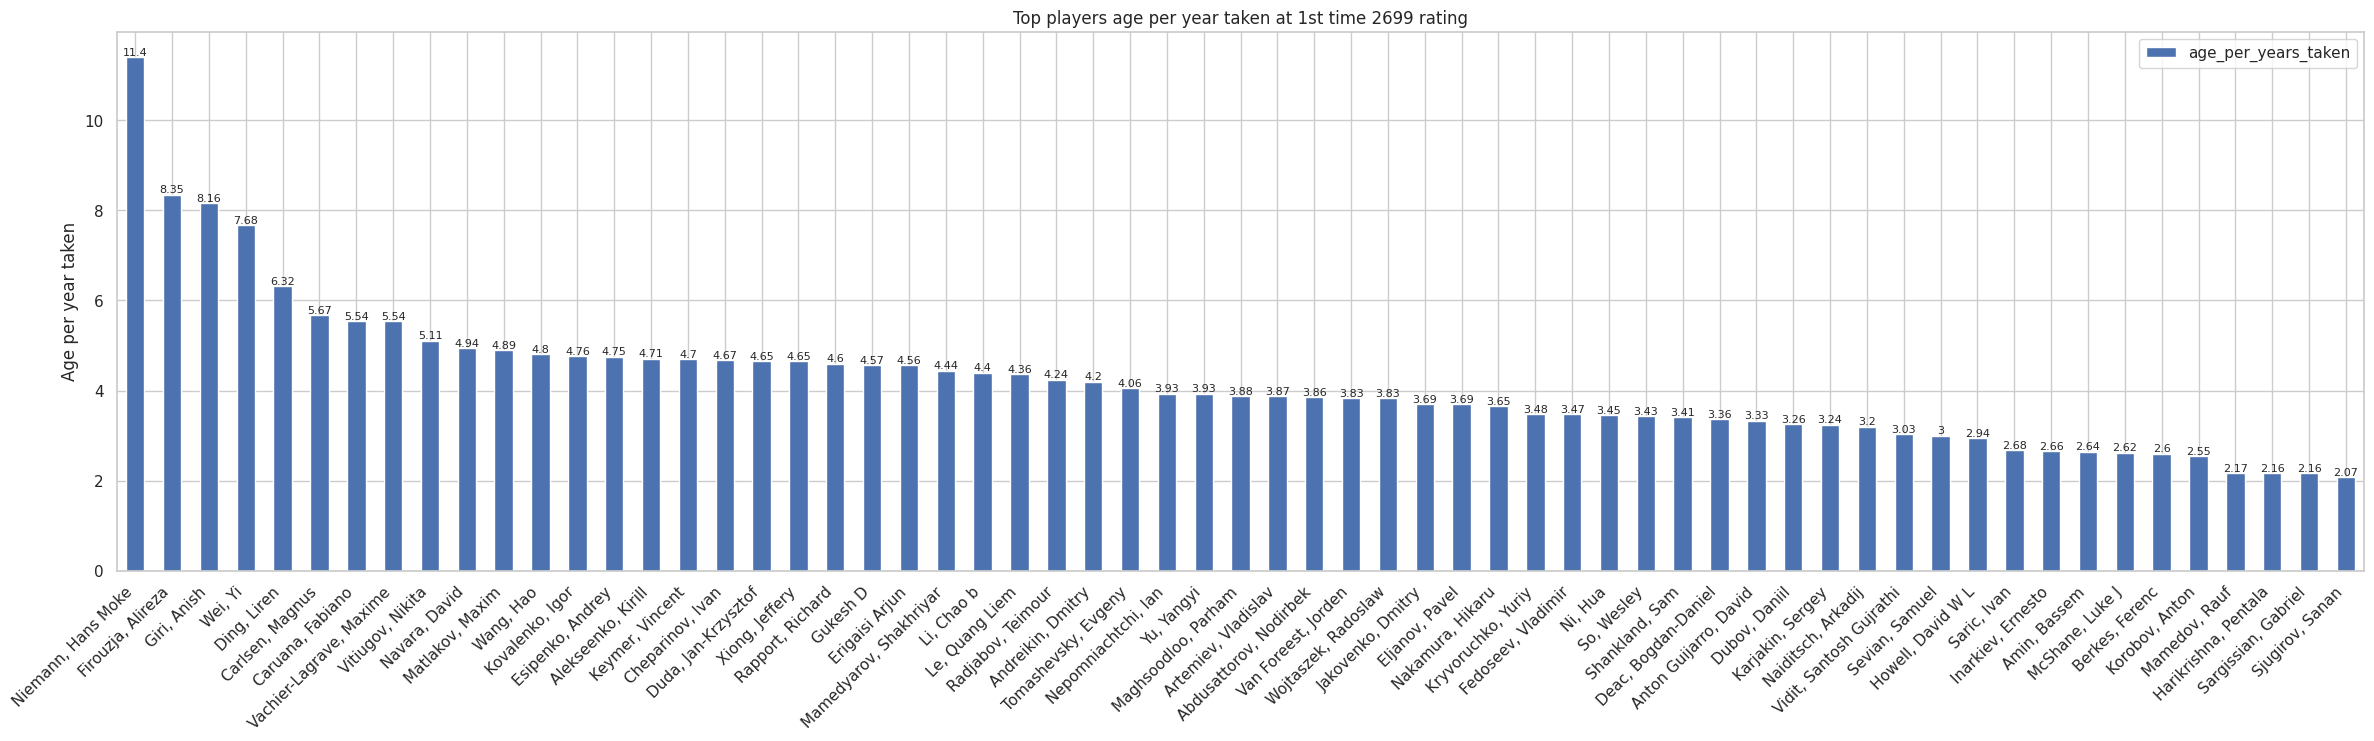 Top players age per year taken at 1st time 2699 rating
age_per_years_taken
Age per year taken
10
8
6
4
2
0
11.4
8.35
8.16
7.68
6.32
5.67
5.54
5.54
5.11
4.94
4.89
4.8
4.76
4.75
4.71
4.7
4.67
4.65
4.65
4.6
4.57
4.56
4.44
4.4
4.36
4.24
4.2
4.06
3.93
3.93
3.88
3.87
3.86
3.83
3.83
3.69
3.69
3.65
3.48
3.47
3.45
3.43
3.41
3.36
3.33
3.26
3.24
3.2
3.03
3
2.94
2.68
2.66
2.64
2.62
2.6
2.55
2.17
2.16
2.16
2.07
Niemann, Hans Moke
Firouzja, Alireza
Giri, Anish
Wei, Yi
Ding, Liren
Carlsen, Magnus
Caruana, Fabiano
Vachier-Lagrave, Maxime
Vitiugov, Nikita
Navara, David
Matlakov, Maxim
Wang, Hao
Kovalenko, Igor
Esipenko, Andrey
Alekseenko, Kirill
Keymer, Vincent
Cheparinov, Ivan
Duda, Jan-Krzysztof
Xiong, Jeffery
Rapport, Richard
Gukesh D
Erigaisi Arjun
Mamedyarov, Shakhriyar
Li, Chao b
Le, Quang Liem
Radjabov, Teimour
Andreikin, Dmitry
Tomashevsky, Evgeny
Nepomniachtchi, Ian
Yu, Yangyi
Maghsoodloo, Parham
Artemiev, Vladislav
Abdusattorov, Nodirbek
Van Foreest, Jorden
Wojtaszek, Radoslaw
Jakovenko, Dmitry
Eljanov, Pavel
Nakamura, Hikaru
Kryvoruchko, Yuriy
Fedoseev, Vladimir
Ni, Hua
So, Wesley
Shankland, Sam
Deac, Bogdan-Daniel
Anton Guijarro, David
Dubov, Daniil
Karjakin, Sergey
Naiditsch, Arkadij
Vidit, Santosh Gujrathi
Sevian, Samuel
Howell, David W L
Saric, Ivan
Inarkiev, Ernesto
Amin, Bassem
McShane, Luke J
Berkes, Ferenc
Korobov, Anton
Mamedov, Rauf
Harikrishna, Pentala
Sargissian, Gabriel
Sjugirov, Sanan